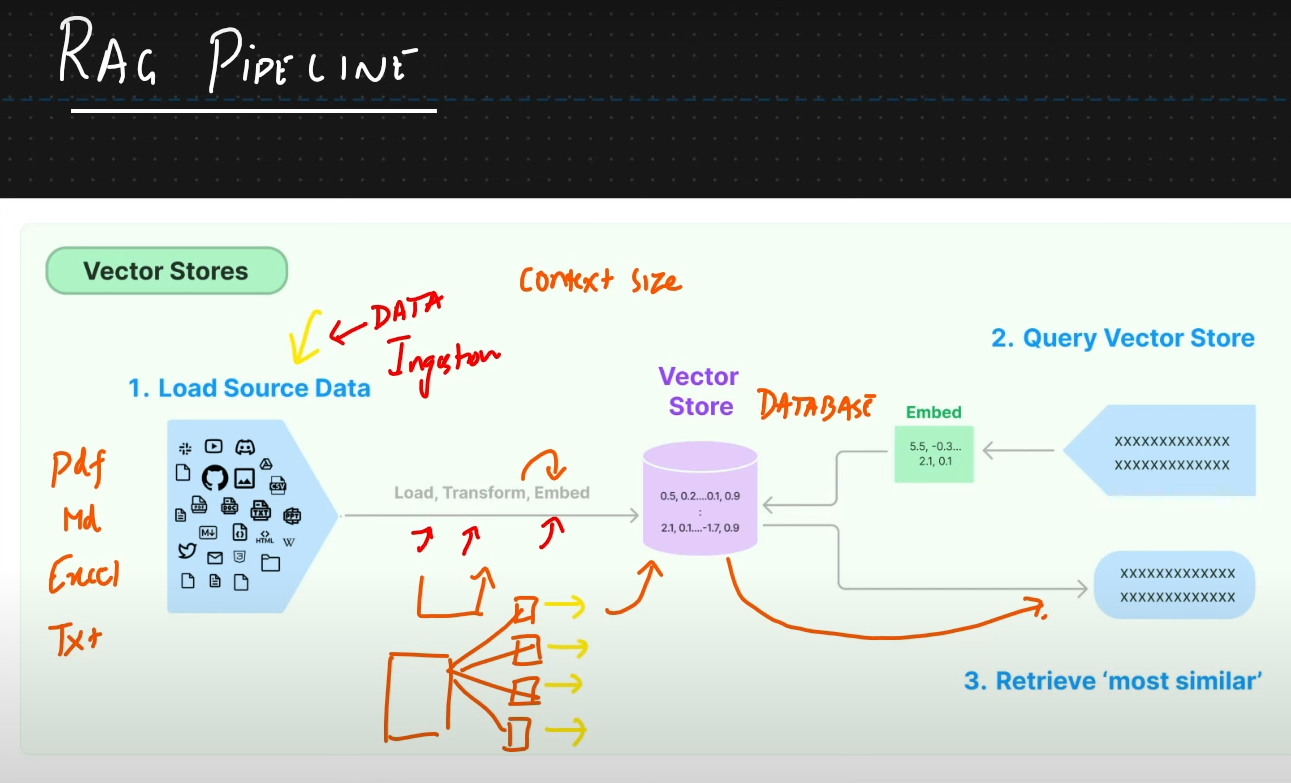 RAG PIPELINE
Vector Stores
Context Size
DATA
Ingestion
1. Load Source Data
Pdf
Md
Excel
Txt
CSV
DOC
TXT
PPT
M↓
HTML
W
Load, Transform, Embed
Vector
Store
DATABASE
0.5, 0.2....0.1, 0.9
:
2.1, 0.1....-1.7, 0.9
2. Query Vector Store
Embed
5.5, -0.3...
2.1, 0.1
XXXXXXXXXXXXX
XXXXXXXXXXXXX
XXXXXXXXXXXXX
XXXXXXXXXXXXX
3. Retrieve ‘most similar’